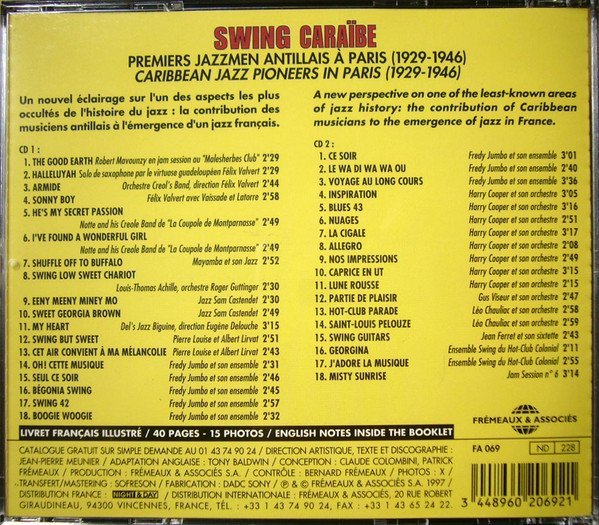 SWING CARAÏBE
PREMIERS JAZZMEN ANTILLAIS À PARIS (1929-1946)
CARIBBEAN JAZZ PIONEERS IN PARIS (1929-1946)
Un nouvel éclairage sur l'un des aspects les plus
occultés de l'histoire du jazz : la contribution des
musiciens antillais à l'émergence d'un jazz français.
A new perspective on one of the least-known areas
of jazz history: the contribution of Caribbean
musicians to the emergence of jazz in France.
CD 1 :
1. THE GOOD EARTH Robert Mavounzy en jam session au "Malesherbes Club" 2'29
2. HALLELUYAH Solo de saxophone par le virtuose guadeloupéen Félix Valvert 2'29
3. ARMIDE Orchestre Creol's Band, direction Félix Valvert 2'44
4. SONNY BOY Félix Valvert avec Vaissade et Latorre 2'58
5. HE'S MY SECRET PASSION
Notte and his Creole Band de "La Coupole de Montparnasse" 2'49
6. I'VE FOUND A WONDERFUL GIRL
Notte and his Creole Band de "La Coupole de Montparnasse" 2'49
7. SHUFFLE OFF TO BUFFALO Mayamba et son Jazz 2'52
8. SWING LOW SWEET CHARIOT
Louis-Thomas Achille, orchestre Roger Guttinger 2'30
9. EENY MEENY MINEY MO Jazz Sam Castendet 2'30
10. SWEET GEORGIA BROWN Jazz Sam Castendet 2'49
11. MY HEART Del's Jazz Biguine, direction Eugène Delouche 3'15
12. SWING BUT SWEET Pierre Louise et Albert Lirvat 2'51
13. CET AIR CONVIENT À MA MÉLANCOLIE Pierre Louise et Albert Lirvat 2'43
14. OH! CETTE MUSIQUE Fredy Jumbo et son ensemble 2'31
15. SEUL CE SOIR Fredy Jumbo et son ensemble 2'46
16. BÉGONIA SWING Fredy Jumbo et son ensemble 2'45
17. SWING 42 Fredy Jumbo et son ensemble 2'57
18. BOOGIE WOOGIE Fredy Jumbo et son ensemble 2'32
CD 2 :
1. CE SOIR Fredy Jumbo et son ensemble 3'01
2. LE WA DI WA WA OU Fredy Jumbo et son ensemble 2'40
3. VOYAGE AU LONG COURS Fredy Jumbo et son ensemble 3'36
4. INSPIRATION Harry Cooper et son orchestre 3'05
5. BLUES 43 Harry Cooper et son orchestre 3'16
6. NUAGES Harry Cooper et son orchestre 2'51
7. LA CIGALE Harry Cooper et son orchestre 3'17
8. ALLEGRO Harry Cooper et son orchestre 2'08
9. NOS IMPRESSIONS Harry Cooper et son orchestre 2'49
10. CAPRICE EN UT Harry Cooper et son orchestre 3'15
11. LUNE ROUSSE Harry Cooper et son orchestre 3'15
12. PARTIE DE PLAISIR Gus Viseur et son orchestre 2'47
13. HOT-CLUB PARADE Léo Chauliac et son orchestre 2'58
14. SAINT-LOUIS PELOUZE Léo Chauliac et son orchestre 2'59
15. SWING GUITARS Jean Ferret et son sixtette 2'43
16. GEORGINA Ensemble Swing du Hot-Club Colonial 2'11
17. J'ADORE LA MUSIQUE Ensemble Swing du Hot-Club Colonial 2'55
18. MISTY SUNRISE Jam Session n° 6 3'14
FRÉMEAUX & ASSOCIÉS
LIVRET FRANÇAIS ILLUSTRÉ / 40 PAGES - 15 PHOTOS / ENGLISH NOTES INSIDE THE BOOKLET
CATALOGUE GRATUIT SUR SIMPLE DEMANDE AU 01 43 74 90 24 / DIRECTION ARTISTIQUE, TEXTE ET DISCOGRAPHIE :
JEAN-PIERRE MEUNIER / ADAPTATION ANGLAISE : TONY BALDWIN / CONCEPTION : CLAUDE COLOMBINI, PATRICK
FRÉMEAUX / PRODUCTION : FRÉMEAUX & ASSOCIÉS S.A. / CONTRÔLE : BERNARD FRÉMEAUX / PHOTOS : X /
TRANSFERT/MASTERING : SOFRESON / FABRICATION : DADC SONY / ℗ & © FRÉMEAUX & ASSOCIÉS S.A. 1997 /
DISTRIBUTION FRANCE : NIGHT & DAY / DISTRIBUTION INTERNATIONALE : FRÉMEAUX & ASSOCIÉS, 20 RUE ROBERT
GIRAUDINEAU, 94300 VINCENNES, FRANCE, TEL. : +33 1 43 74 90 24, FAX. : +33 1 43 65 24 22.
FA 069
ND 228
3 448960 206921